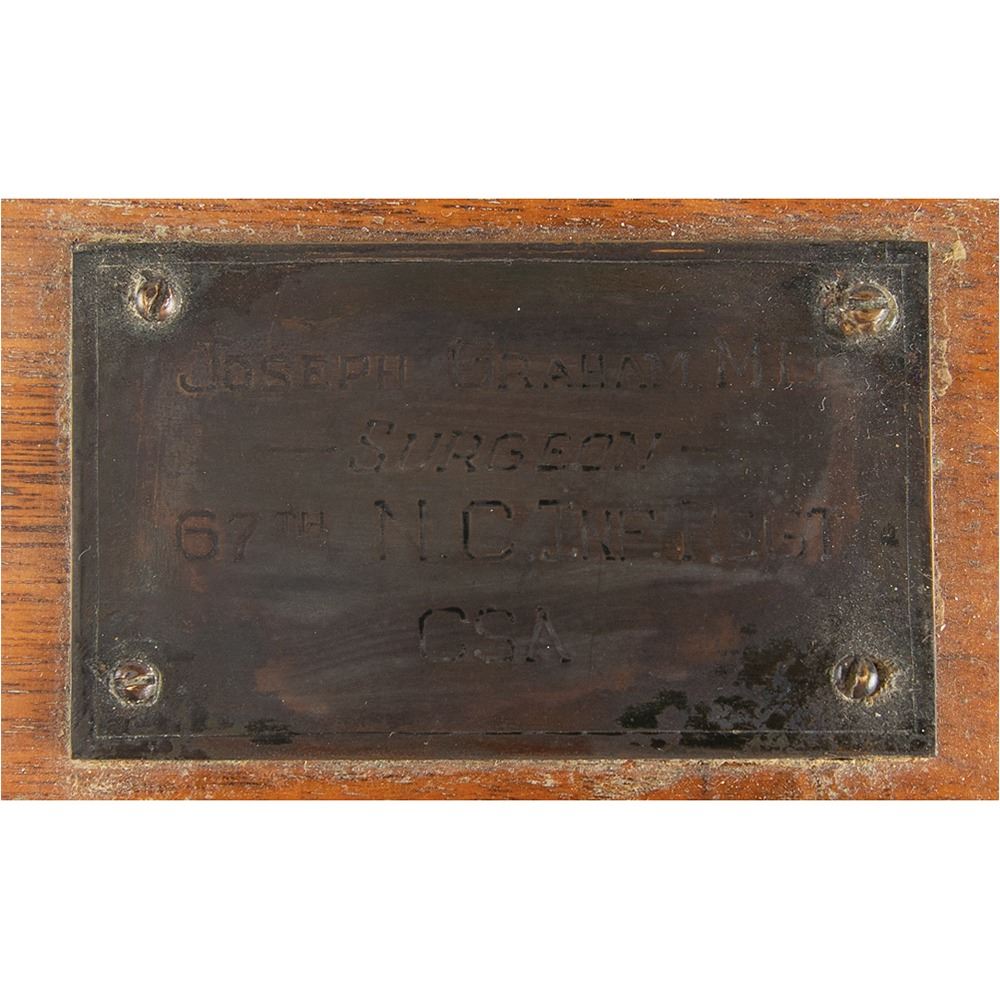 JOSEPH GRAHAM. M.D.
- SURGEON -
67TH N.C. INF. REGT
CSA